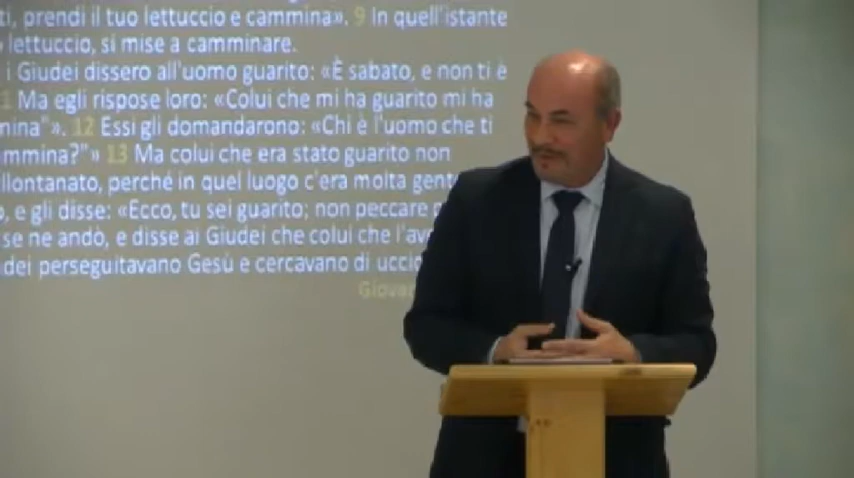 ti, prendi il tuo lettuccio e cammina». 9 In quell'istante
lettuccio, si mise a camminare.
i Giudei dissero all'uomo guarito: «È sabato, e non ti è
1 Ma egli rispose loro: «Colui che mi ha guarito mi ha
nina"». 12 Essi gli domandarono: «Chi è l'uomo che ti
mmina?"» 13 Ma colui che era stato guarito non
llontanato, perché in quel luogo c'era molta gent
o, e gli disse: «Ecco, tu sei guarito; non peccare
se ne andò, e disse ai Giudei che colui che l'av
dei perseguitavano Gesù e cercavano di ucci
Giova